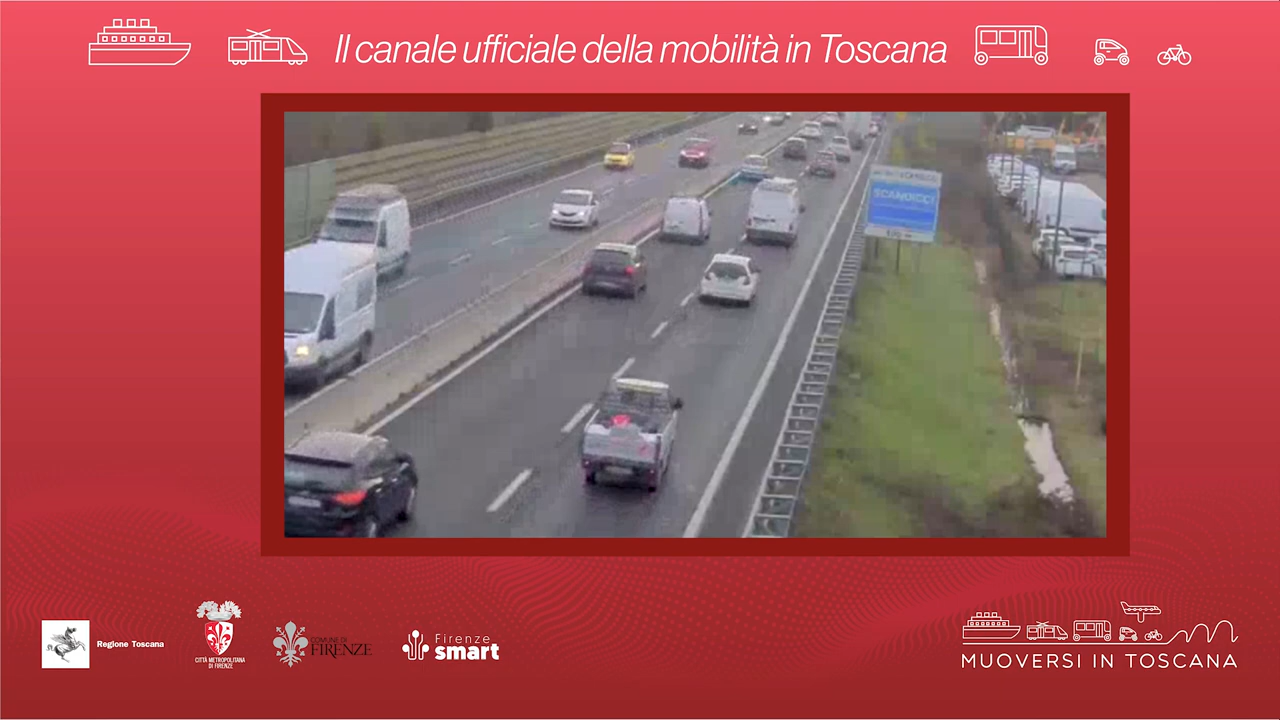 Il canale ufficiale della mobilità in Toscana
SCANDICCI
Regione Toscana
CITTÀ METROPOLITANA
DI FIRENZE
COMUNE DI
FIRENZE
Firenze
smart
MUOVERSI IN TOSCANA